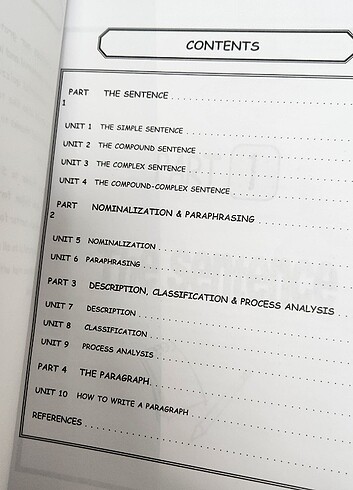 CONTENTS
PART THE SENTENCE
1
UNIT 1 THE SIMPLE SENTENCE
UNIT 2 THE COMPOUND SENTENCE
UNIT 3 THE COMPLEX SENTENCE
UNIT 4 THE COMPOUND-COMPLEX SENTENCE
PART NOMINALIZATION & PARAPHRASING
2
UNIT 5 NOMINALIZATION
UNIT 6 PARAPHRASING
PART 3 DESCRIPTION, CLASSIFICATION & PROCESS ANALYSIS
UNIT 7 DESCRIPTION
UNIT 8 CLASSIFICATION
UNIT 9 PROCESS ANALYSIS
PART 4 THE PARAGRAPH
UNIT 10 HOW TO WRITE A PARAGRAPH
REFERENCES